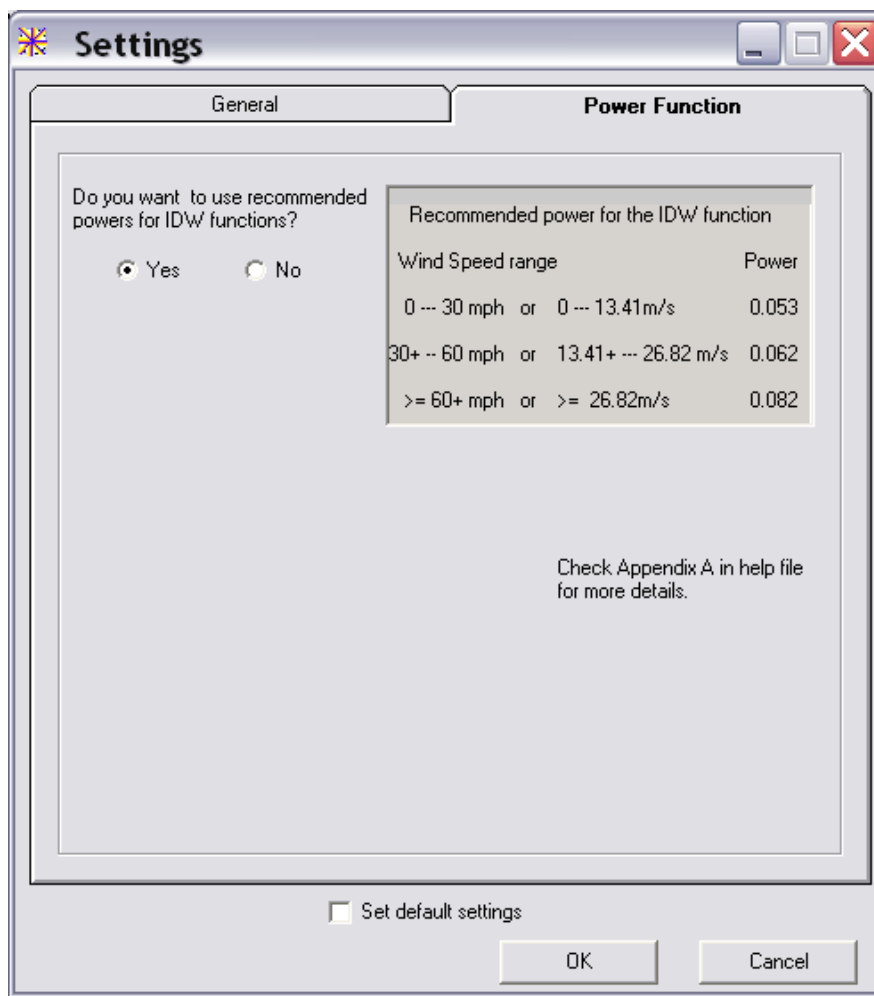 Settings
General
Power Function
Do you want to use recommended
powers for IDW functions?
Yes No
Recommended power for the IDW function
Wind Speed range Power
0 --- 30 mph or 0 --- 13.41m/s 0.053
30+ -- 60 mph or 13.41+ --- 26.82 m/s 0.062
>= 60+ mph or >= 26.82m/s 0.082
Check Appendix A in help file
for more details.
Set default settings
OK Cancel